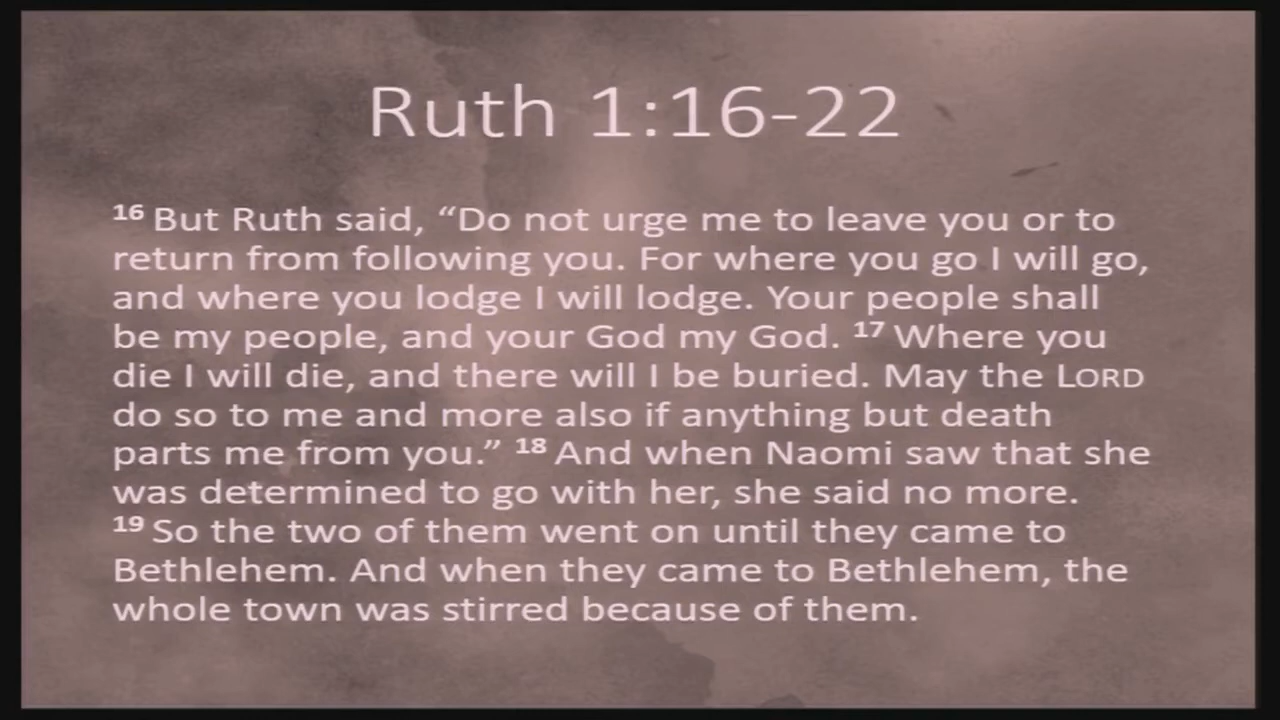 Ruth 1:16-22
16 But Ruth said, “Do not urge me to leave you or to
return from following you. For where you go I will go,
and where you lodge I will lodge. Your people shall
be my people, and your God my God. 17 Where you
die I will die, and there will I be buried. May the LORD
do so to me and more also if anything but death
parts me from you.” 18 And when Naomi saw that she
was determined to go with her, she said no more.
19 So the two of them went on until they came to
Bethlehem. And when they came to Bethlehem, the
whole town was stirred because of them.